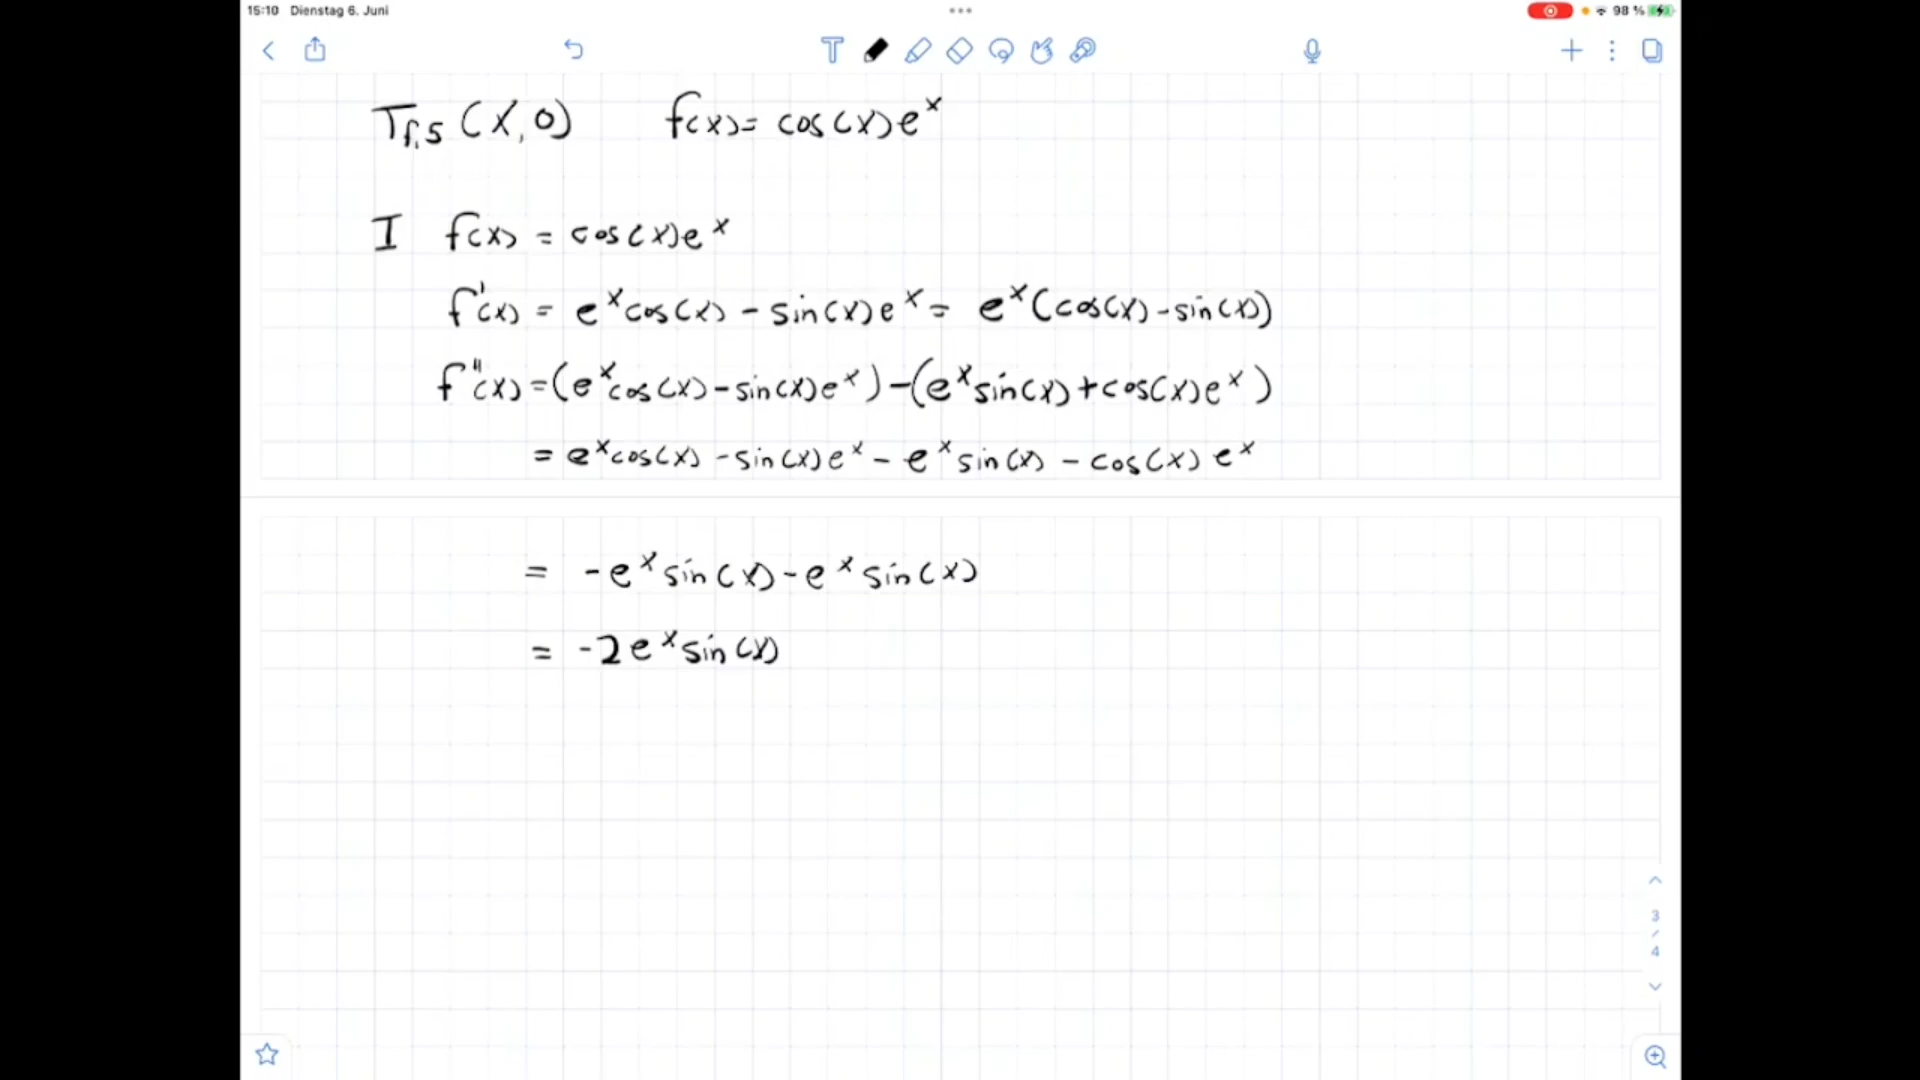 15:10 Dienstag 6. Juni
98 %
T_{f,5}(x,0) f(x)= cos(x)e^x
I f(x) = cos(x)e^x
f'(x) = e^x cos(x) - sin(x)e^x = e^x(cos(x)-sin(x))
f''(x) =(e^x cos(x)-sin(x)e^x)-(e^x sin(x)+cos(x)e^x)
= e^x cos(x) -sin(x)e^x - e^x sin(x) - cos(x) e^x
= -e^x sin(x)-e^x sin(x)
= -2e^x sin(x)
3
/
4